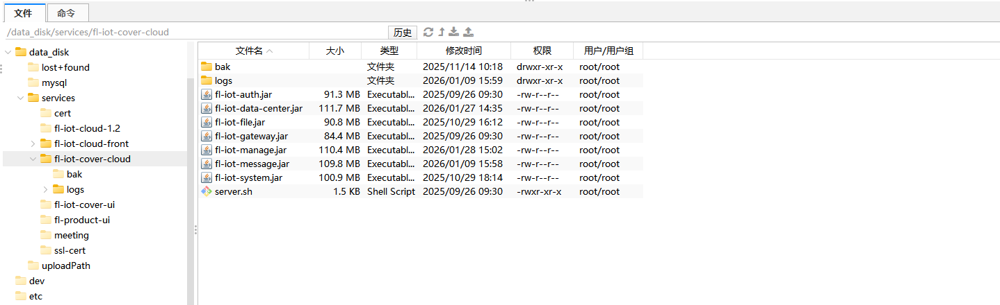 文件 命令
/data_disk/services/fl-iot-cover-cloud 历史
data_disk
lost+found
mysql
services
cert
fl-iot-cloud-1.2
fl-iot-cloud-front
fl-iot-cover-cloud
bak
logs
fl-iot-cover-ui
fl-product-ui
meeting
ssl-cert
uploadPath
dev
etc
文件名 大小 类型 修改时间 权限 用户/用户组
bak 文件夹 2025/11/14 10:18 drwxr-xr-x root/root
logs 文件夹 2026/01/09 15:59 drwxr-xr-x root/root
fl-iot-auth.jar 91.3 MB Executabl... 2025/09/26 09:30 -rw-r--r-- root/root
fl-iot-data-center.jar 111.7 MB Executabl... 2026/01/27 14:35 -rw-r--r-- root/root
fl-iot-file.jar 90.8 MB Executabl... 2025/10/29 16:12 -rw-r--r-- root/root
fl-iot-gateway.jar 84.4 MB Executabl... 2025/09/26 09:30 -rw-r--r-- root/root
fl-iot-manage.jar 110.4 MB Executabl... 2026/01/28 15:02 -rw-r--r-- root/root
fl-iot-message.jar 109.8 MB Executabl... 2026/01/09 15:58 -rw-r--r-- root/root
fl-iot-system.jar 100.9 MB Executabl... 2025/10/29 18:14 -rw-r--r-- root/root
server.sh 1.5 KB Shell Script 2025/09/26 09:30 -rwxr-xr-x root/root